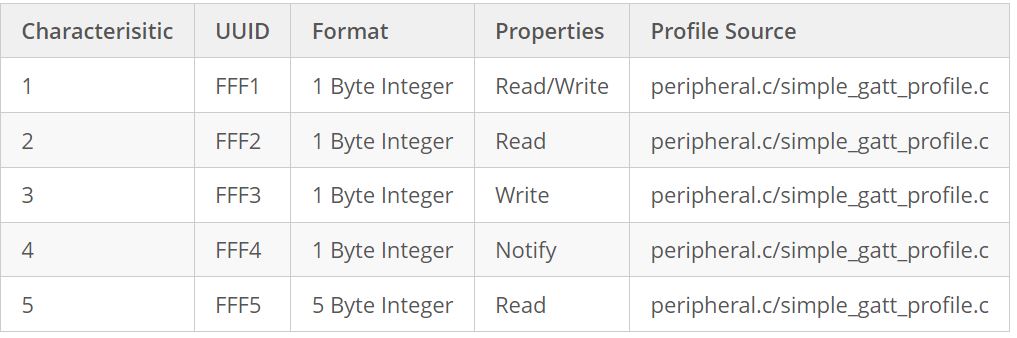 Characterisitic UUID Format Properties Profile Source
1 FFF1 1 Byte Integer Read/Write peripheral.c/simple_gatt_profile.c
2 FFF2 1 Byte Integer Read peripheral.c/simple_gatt_profile.c
3 FFF3 1 Byte Integer Write peripheral.c/simple_gatt_profile.c
4 FFF4 1 Byte Integer Notify peripheral.c/simple_gatt_profile.c
5 FFF5 5 Byte Integer Read peripheral.c/simple_gatt_profile.c